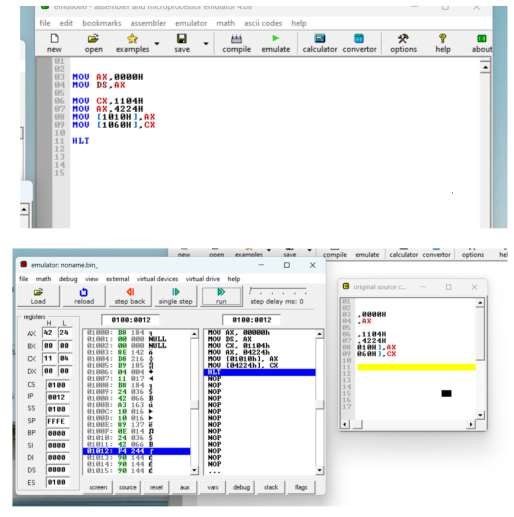 emu8086 - assembler and microprocessor emulator 4.08
file edit bookmarks assembler emulator math ascii codes help
new open examples save compile emulate calculator convertor options help about
01
02
03 MOV AX,0000H
04 MOV DS,AX
05
06 MOV CX,1104H
07 MOV AX,4224H
08 MOV [1010H],AX
09 MOV [1060H],CX
10
11 HLT
12
13
14
15
new open examples save compile emulate calculator convertor options hel
emulator: noname.bin_
file math debug view external virtual devices virtual drive help
Load reload step back single step run step delay ms: 0
registers
H L
AX 42 24
BX 00 00
CX 11 04
DX 00 00
CS 0100
IP 0012
SS 0100
SP FFFE
BP 0000
SI 0000
DI 0000
DS 0000
ES 0100
0100:0012
01000: B8 184
01001: 00 000 NULL
01002: 00 000 NULL
01003: 8E 142
01004: D8 216
01005: B9 185
01006: 04 004
01007: 11 017
01008: B8 184
01009: 24 036 $
0100A: 42 066 B
0100B: A3 163 ú
0100C: 10 016
0100D: 10 016
0100E: 89 137
0100F: 0E 014
01010: 24 036 $
01011: 42 066 B
01012: F4 244
01013: 90 144 É
01014: 90 144 É
01015: 90 144 É
0100:0012
MOV AX, 00000h
MOV DS, AX
MOV CX, 01104h
MOV AX, 04224h
MOV [01010h], AX
MOV [04224h], CX
HLT
NOP
NOP
NOP
NOP
NOP
NOP
NOP
NOP
NOP
NOP
NOP
NOP
NOP
NOP
...
screen source reset aux vars debug stack flags
original source c...
01
02
03 ,0000H
04 ,AX
05
06 ,1104H
07 ,4224H
08 010H],AX
09 060H],CX
10
11
12
13
14
15
16
17